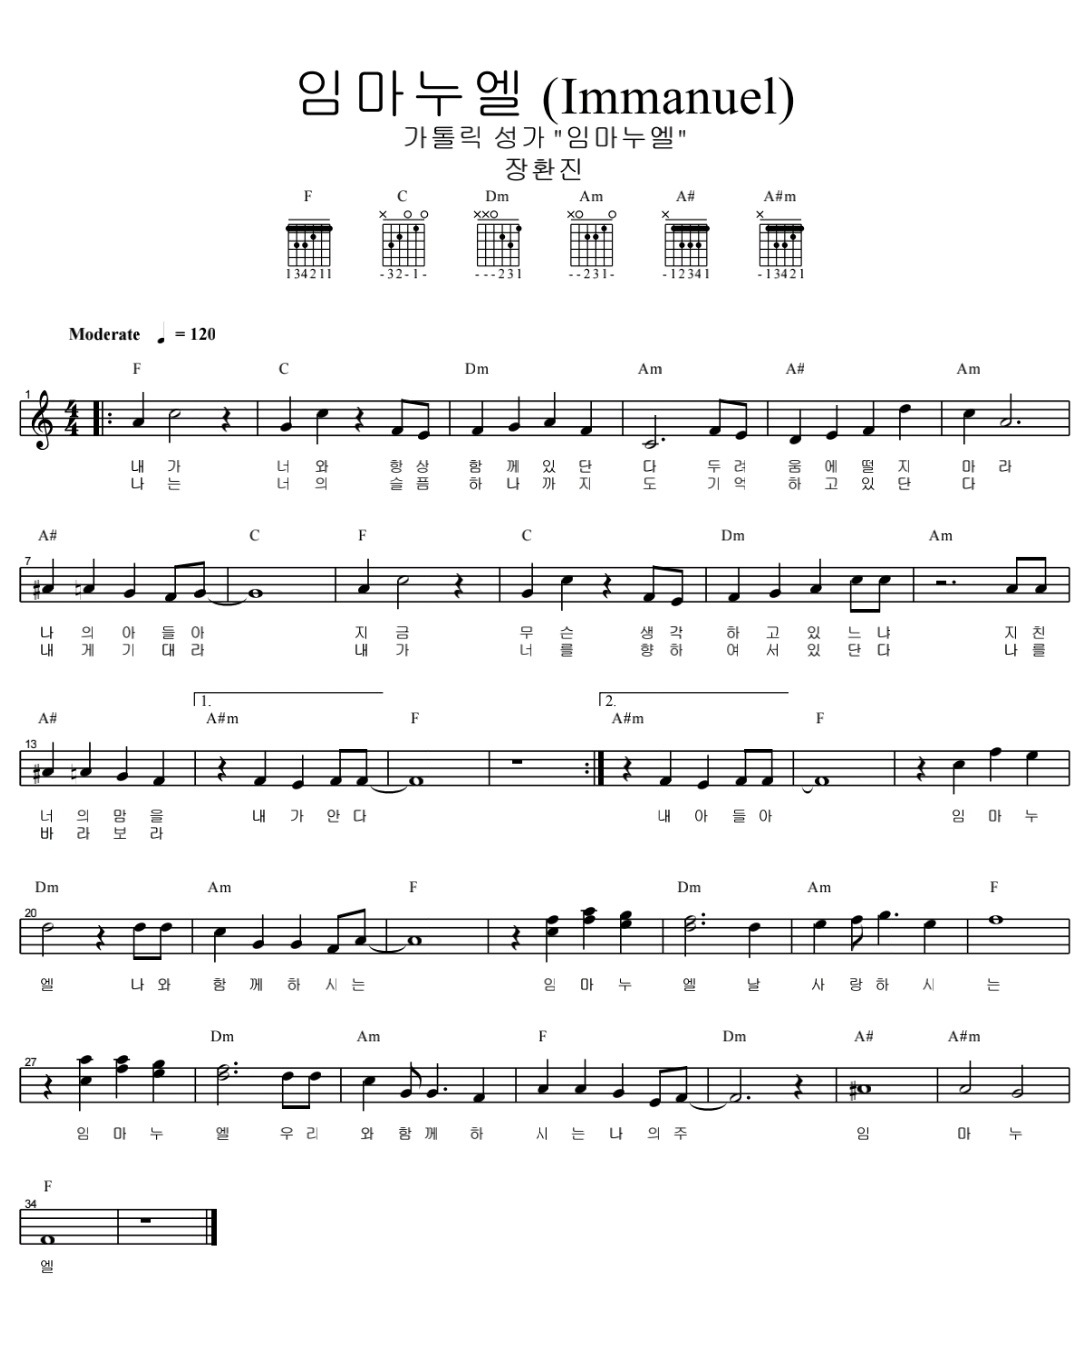 임마누엘 (Immanuel)
가톨릭 성가 "임마누엘"
장환진
F C Dm Am A# A#m
× ○ ○ ××○ ×○ ○ × ×
134211 -32-1- ---231 --231- -12341 -13421
Moderate ♩ = 120
F C Dm Am A# Am
1
4
4
내 가 너 와 항 상 함 께 있 단 다 두 려 움 에 떨 지 마 라
나 는 너 의 슬 픔 하 나 까 지 도 기 억 하 고 있 단 다
A# C F C Dm Am
7
나 의 아 들 아 지 금 무 슨 생 각 하 고 있 느 냐 지 친
내 게 기 대 라 내 가 너 를 향 하 여 서 있 단 다 나 를
1. 2.
A# A#m F A#m F
13
너 의 맘 을 내 가 안 다 내 아 들 아 임 마 누
바 라 보 라
Dm Am F Dm Am F
20
엘 나 와 함 께 하 시 는 임 마 누 엘 날 사 랑 하 시 는
Dm Am F Dm A# A#m
27
임 마 누 엘 우 리 와 함 께 하 시 는 나 의 주 임 마 누
F
34
엘